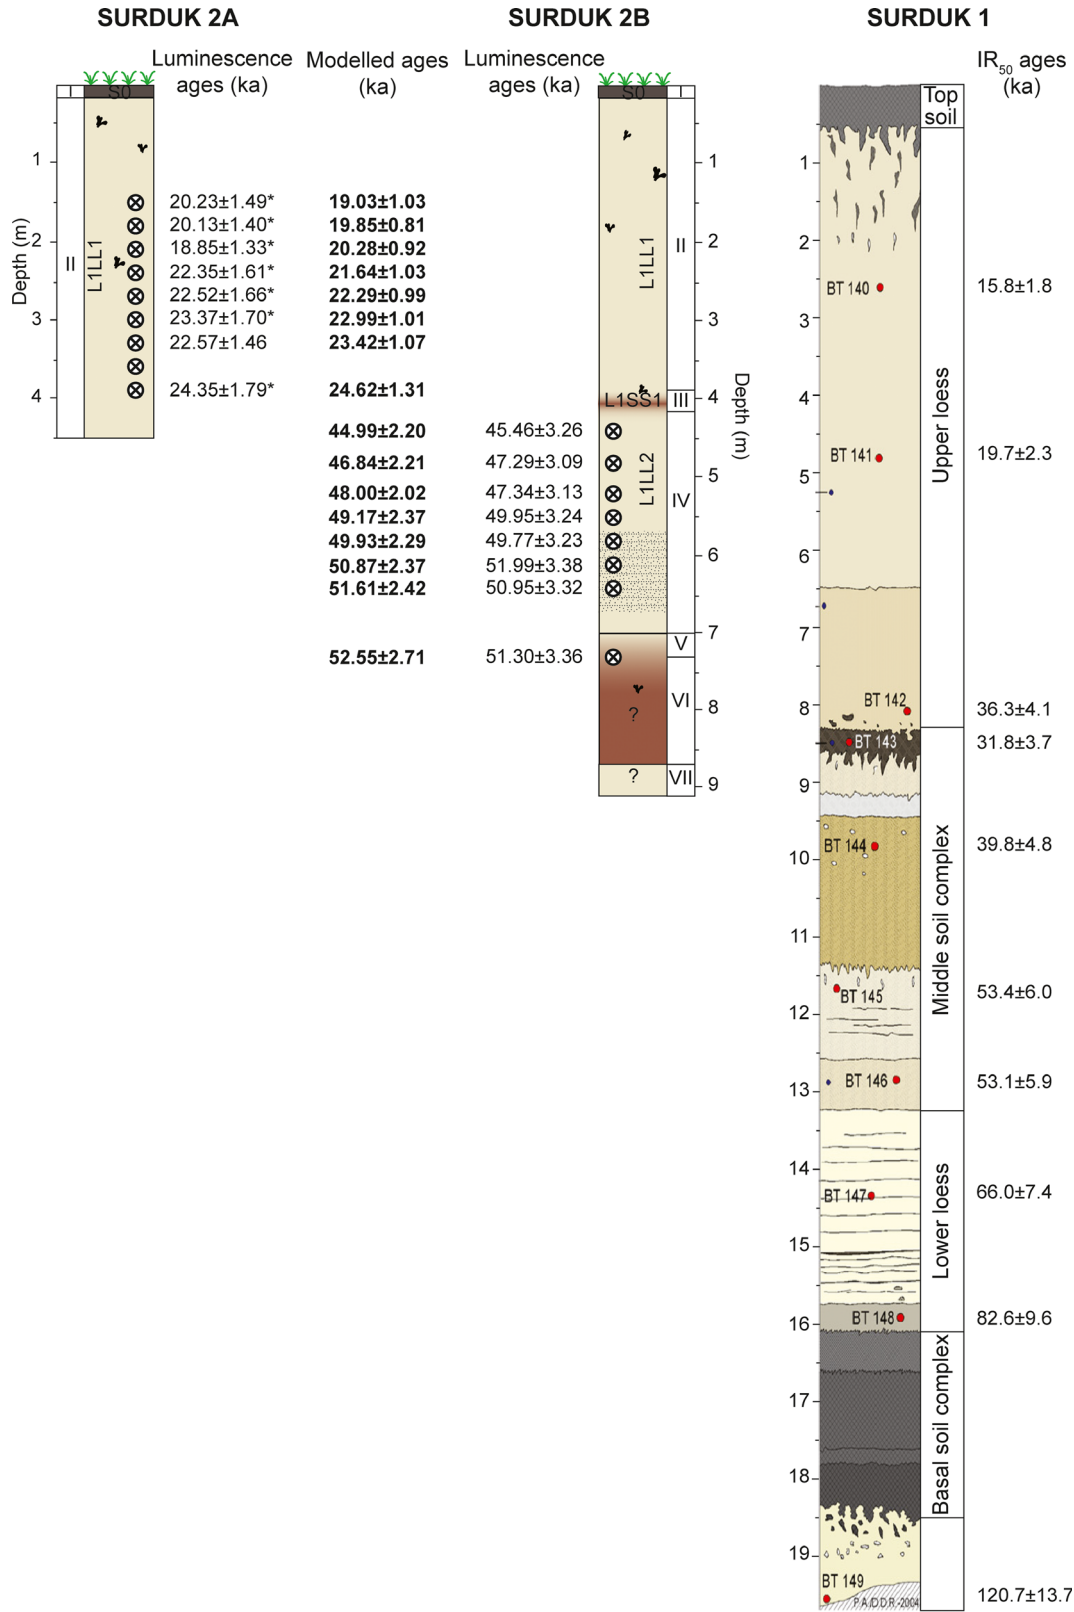 SURDUK 2A
SURDUK 2B
SURDUK 1
Luminescence
ages (ka)
Modelled ages
(ka)
Luminescence
ages (ka)
IR50 ages
(ka)
I
S0
1
2
3
4
Depth (m)
II
L1LL1
20.23±1.49*
20.13±1.40*
18.85±1.33*
22.35±1.61*
22.52±1.66*
23.37±1.70*
22.57±1.46
24.35±1.79*
19.03±1.03
19.85±0.81
20.28±0.92
21.64±1.03
22.29±0.99
22.99±1.01
23.42±1.07
24.62±1.31
44.99±2.20
46.84±2.21
48.00±2.02
49.17±2.37
49.93±2.29
50.87±2.37
51.61±2.42
52.55±2.71
45.46±3.26
47.29±3.09
47.34±3.13
49.95±3.24
49.77±3.23
51.99±3.38
50.95±3.32
51.30±3.36
S0
I
L1LL1
II
L1SS1
III
L1LL2
IV
V
VI
?
?
VII
1
2
3
4
5
6
7
8
9
Depth (m)
1
2
3
4
5
6
7
8
9
10
11
12
13
14
15
16
17
18
19
BT 140
BT 141
BT 142
BT 143
BT 144
BT 145
BT 146
BT 147
BT 148
BT 149
P.A./D.D.R.-2004
Top
soil
Upper loess
Middle soil complex
Lower loess
Basal soil complex
15.8±1.8
19.7±2.3
36.3±4.1
31.8±3.7
39.8±4.8
53.4±6.0
53.1±5.9
66.0±7.4
82.6±9.6
120.7±13.7